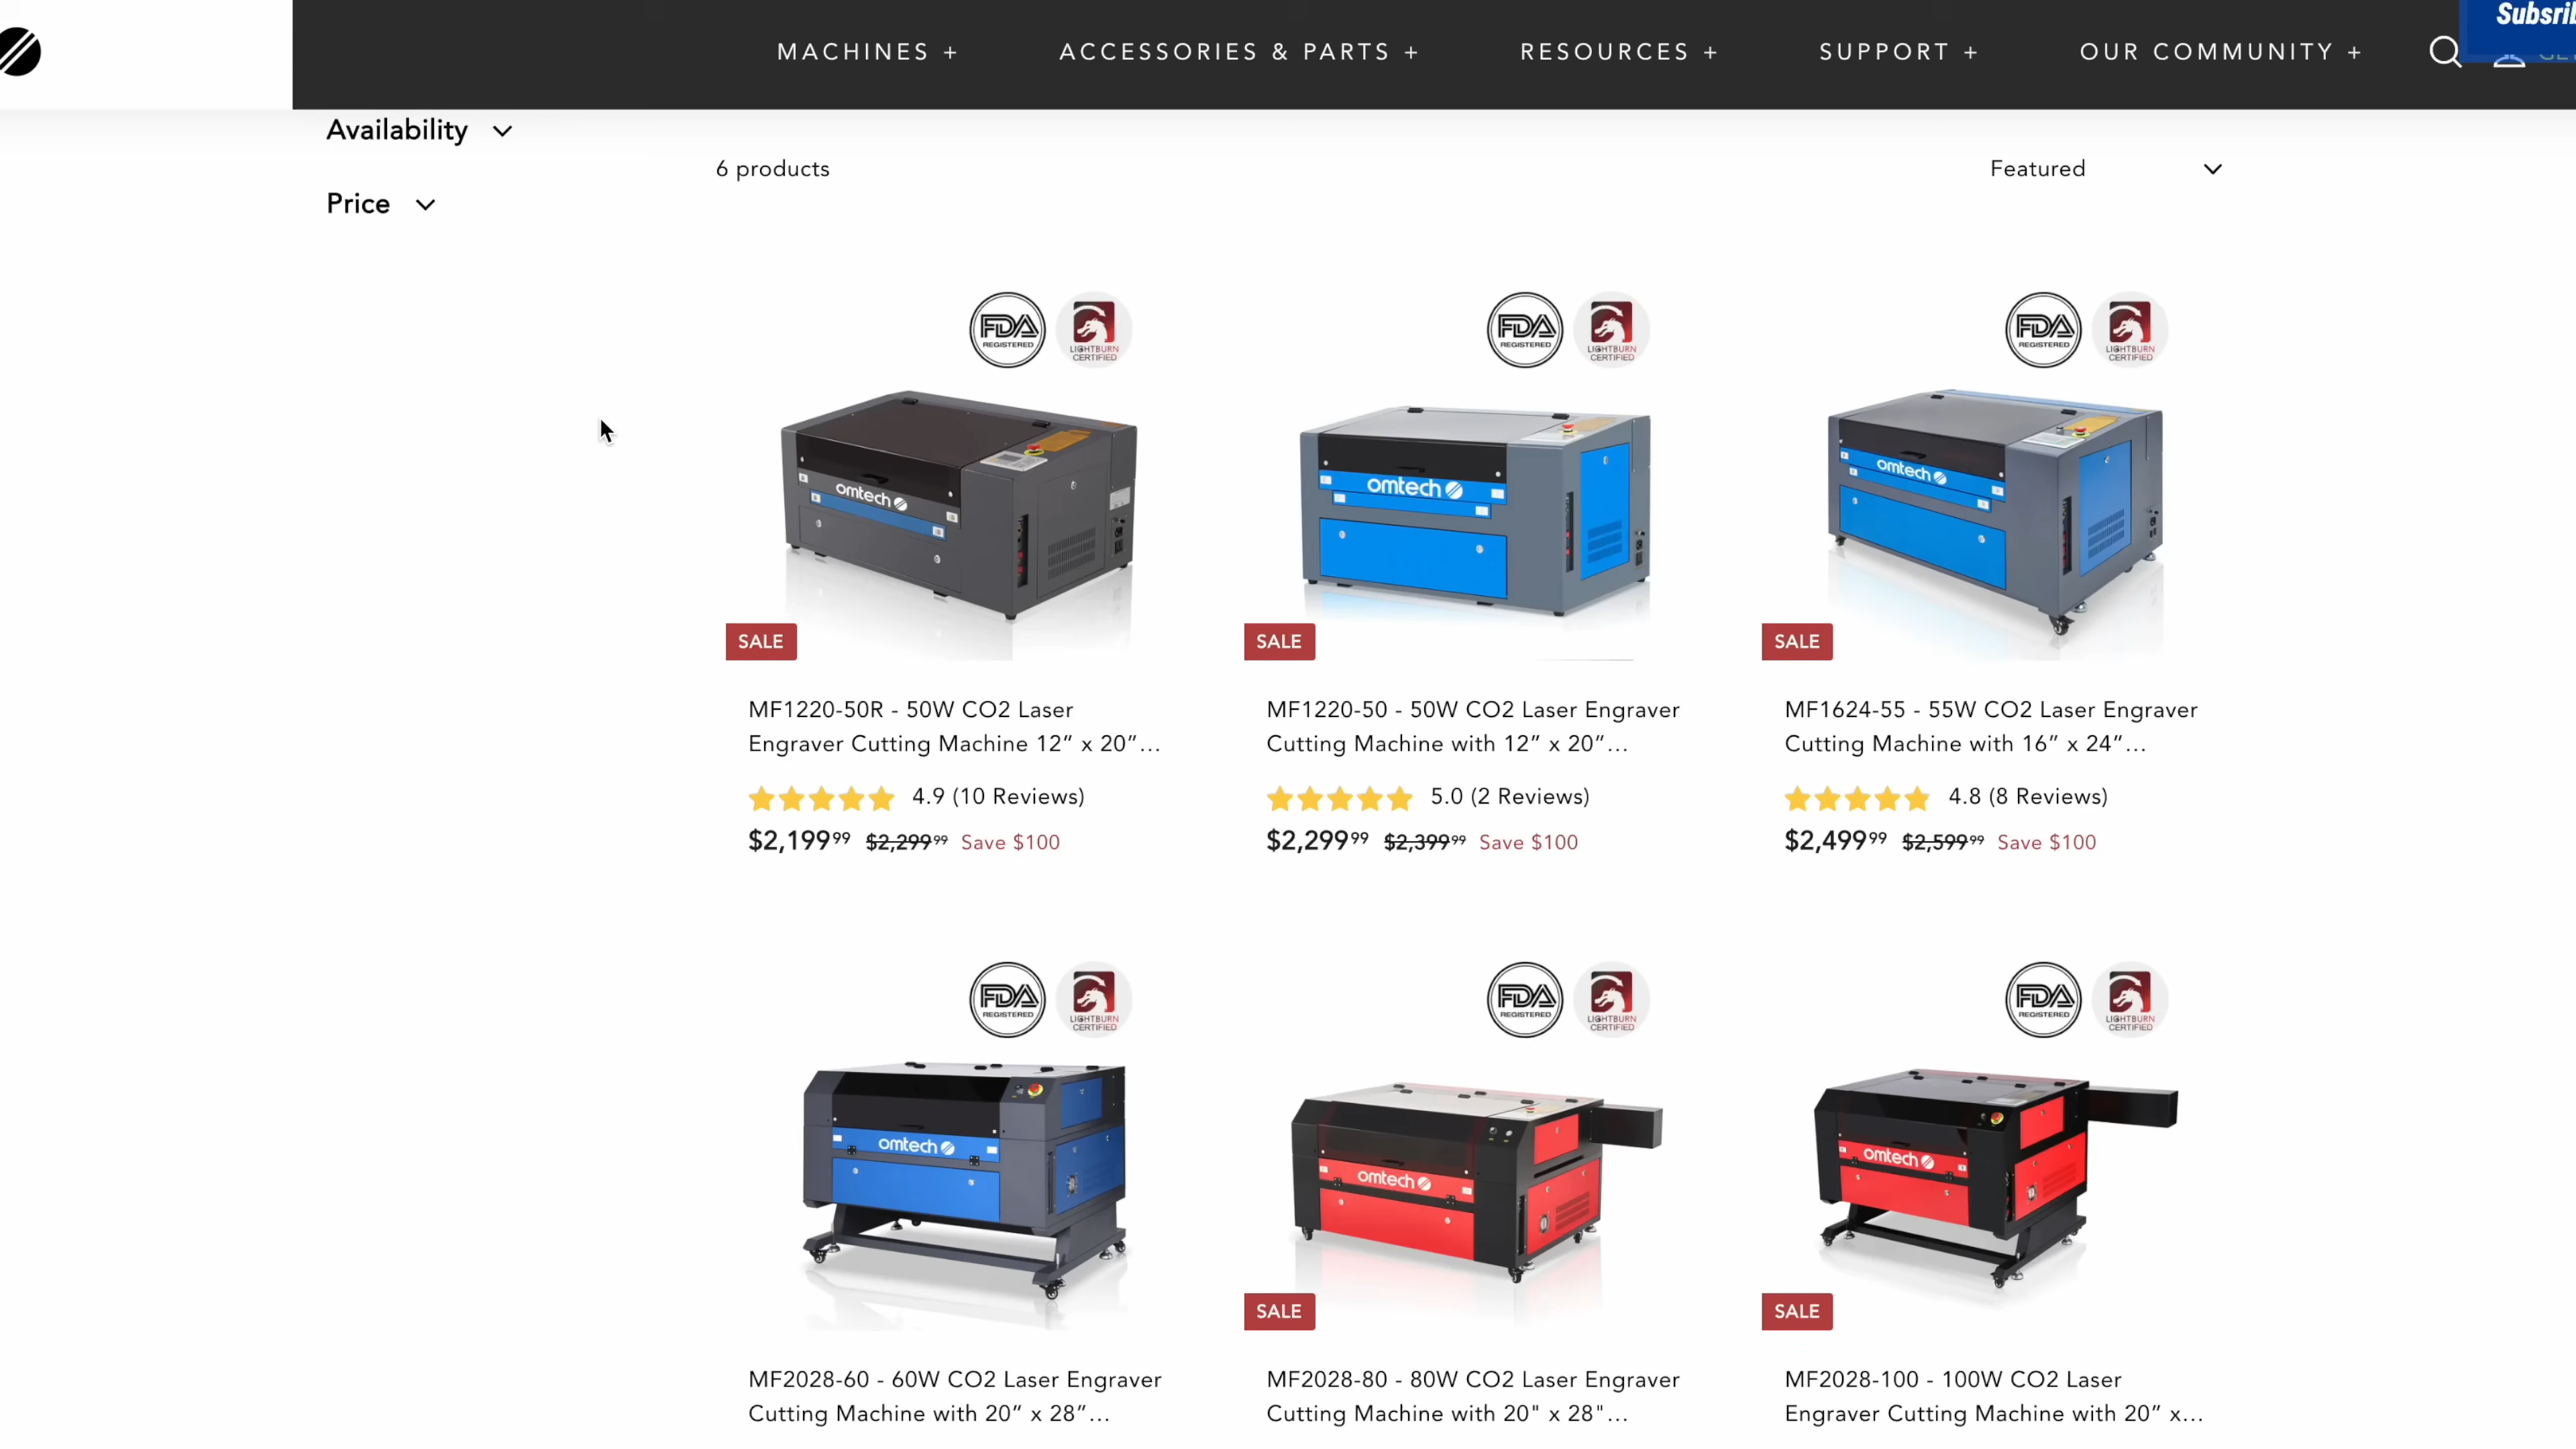 Subsrib
MACHINES +
ACCESSORIES & PARTS +
RESOURCES +
SUPPORT +
OUR COMMUNITY +
Availability
6 products
Featured
Price
FDA
REGISTERED
LIGHTBURN
CERTIFIED
FDA
REGISTERED
LIGHTBURN
CERTIFIED
FDA
REGISTERED
LIGHTBURN
CERTIFIED
omtech
omtech
omtech
SALE
SALE
SALE
MF1220-50R - 50W CO2 Laser
Engraver Cutting Machine 12” x 20”...
4.9 (10 Reviews)
$2,199⁹⁹ $2,299⁹⁹ Save $100
MF1220-50 - 50W CO2 Laser Engraver
Cutting Machine with 12” x 20”...
5.0 (2 Reviews)
$2,299⁹⁹ $2,399⁹⁹ Save $100
MF1624-55 - 55W CO2 Laser Engraver
Cutting Machine with 16” x 24”...
4.8 (8 Reviews)
$2,499⁹⁹ $2,599⁹⁹ Save $100
FDA
REGISTERED
LIGHTBURN
CERTIFIED
FDA
REGISTERED
LIGHTBURN
CERTIFIED
FDA
REGISTERED
LIGHTBURN
CERTIFIED
omtech
omtech
omtech
SALE
SALE
MF2028-60 - 60W CO2 Laser Engraver
Cutting Machine with 20” x 28”...
MF2028-80 - 80W CO2 Laser Engraver
Cutting Machine with 20" x 28"...
MF2028-100 - 100W CO2 Laser
Engraver Cutting Machine with 20” x...